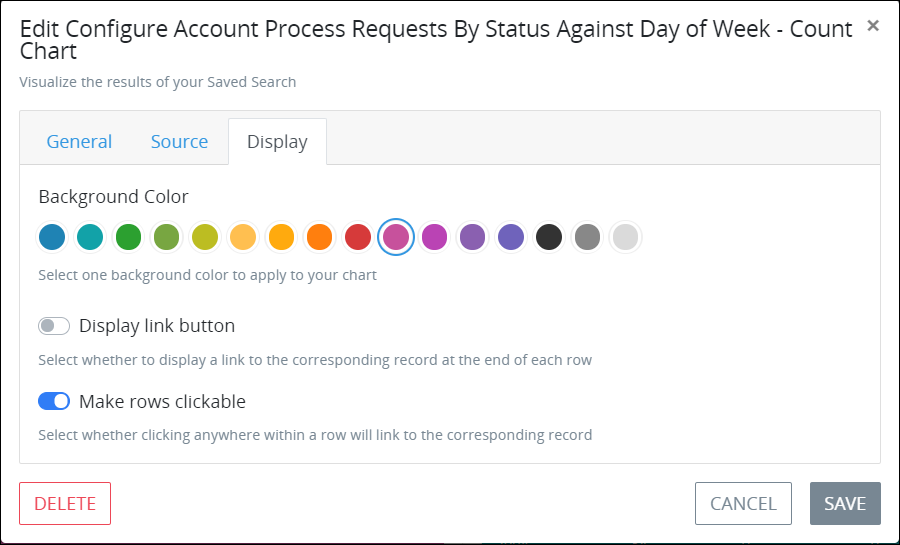 Edit Configure Account Process Requests By Status Against Day of Week - Count
Chart
×
Visualize the results of your Saved Search
General Source Display
Background Color
Select one background color to apply to your chart
Display link button
Select whether to display a link to the corresponding record at the end of each row
Make rows clickable
Select whether clicking anywhere within a row will link to the corresponding record
DELETE CANCEL SAVE